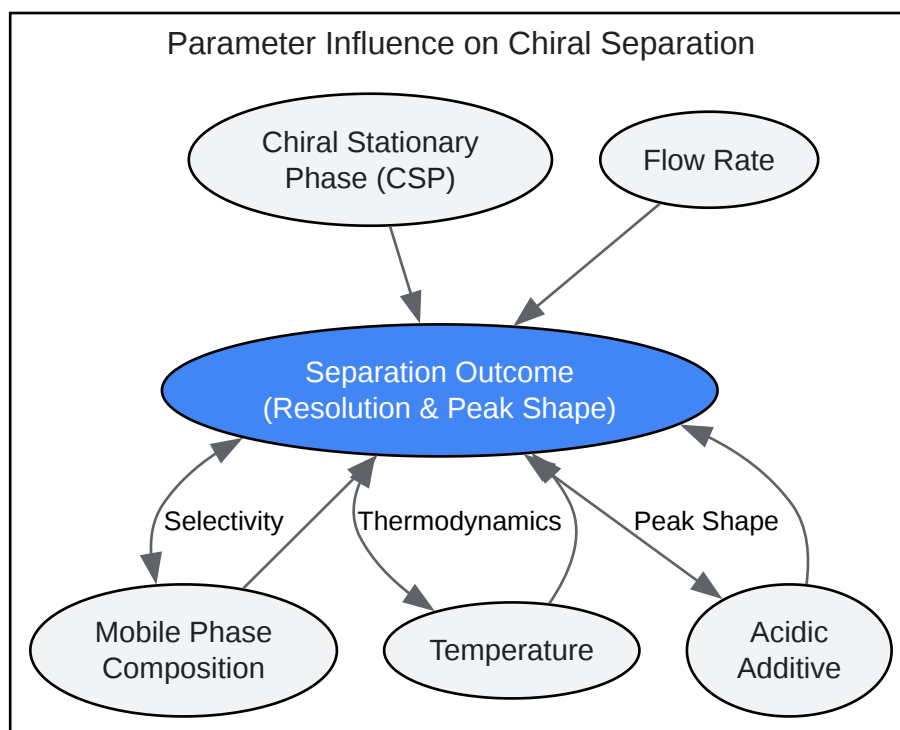 Parameter Influence on Chiral Separation
Chiral Stationary
Phase (CSP)
Flow Rate
Separation Outcome
(Resolution & Peak Shape)
Selectivity
Thermodynamics
Peak Shape
Mobile Phase
Composition
Temperature
Acidic
Additive